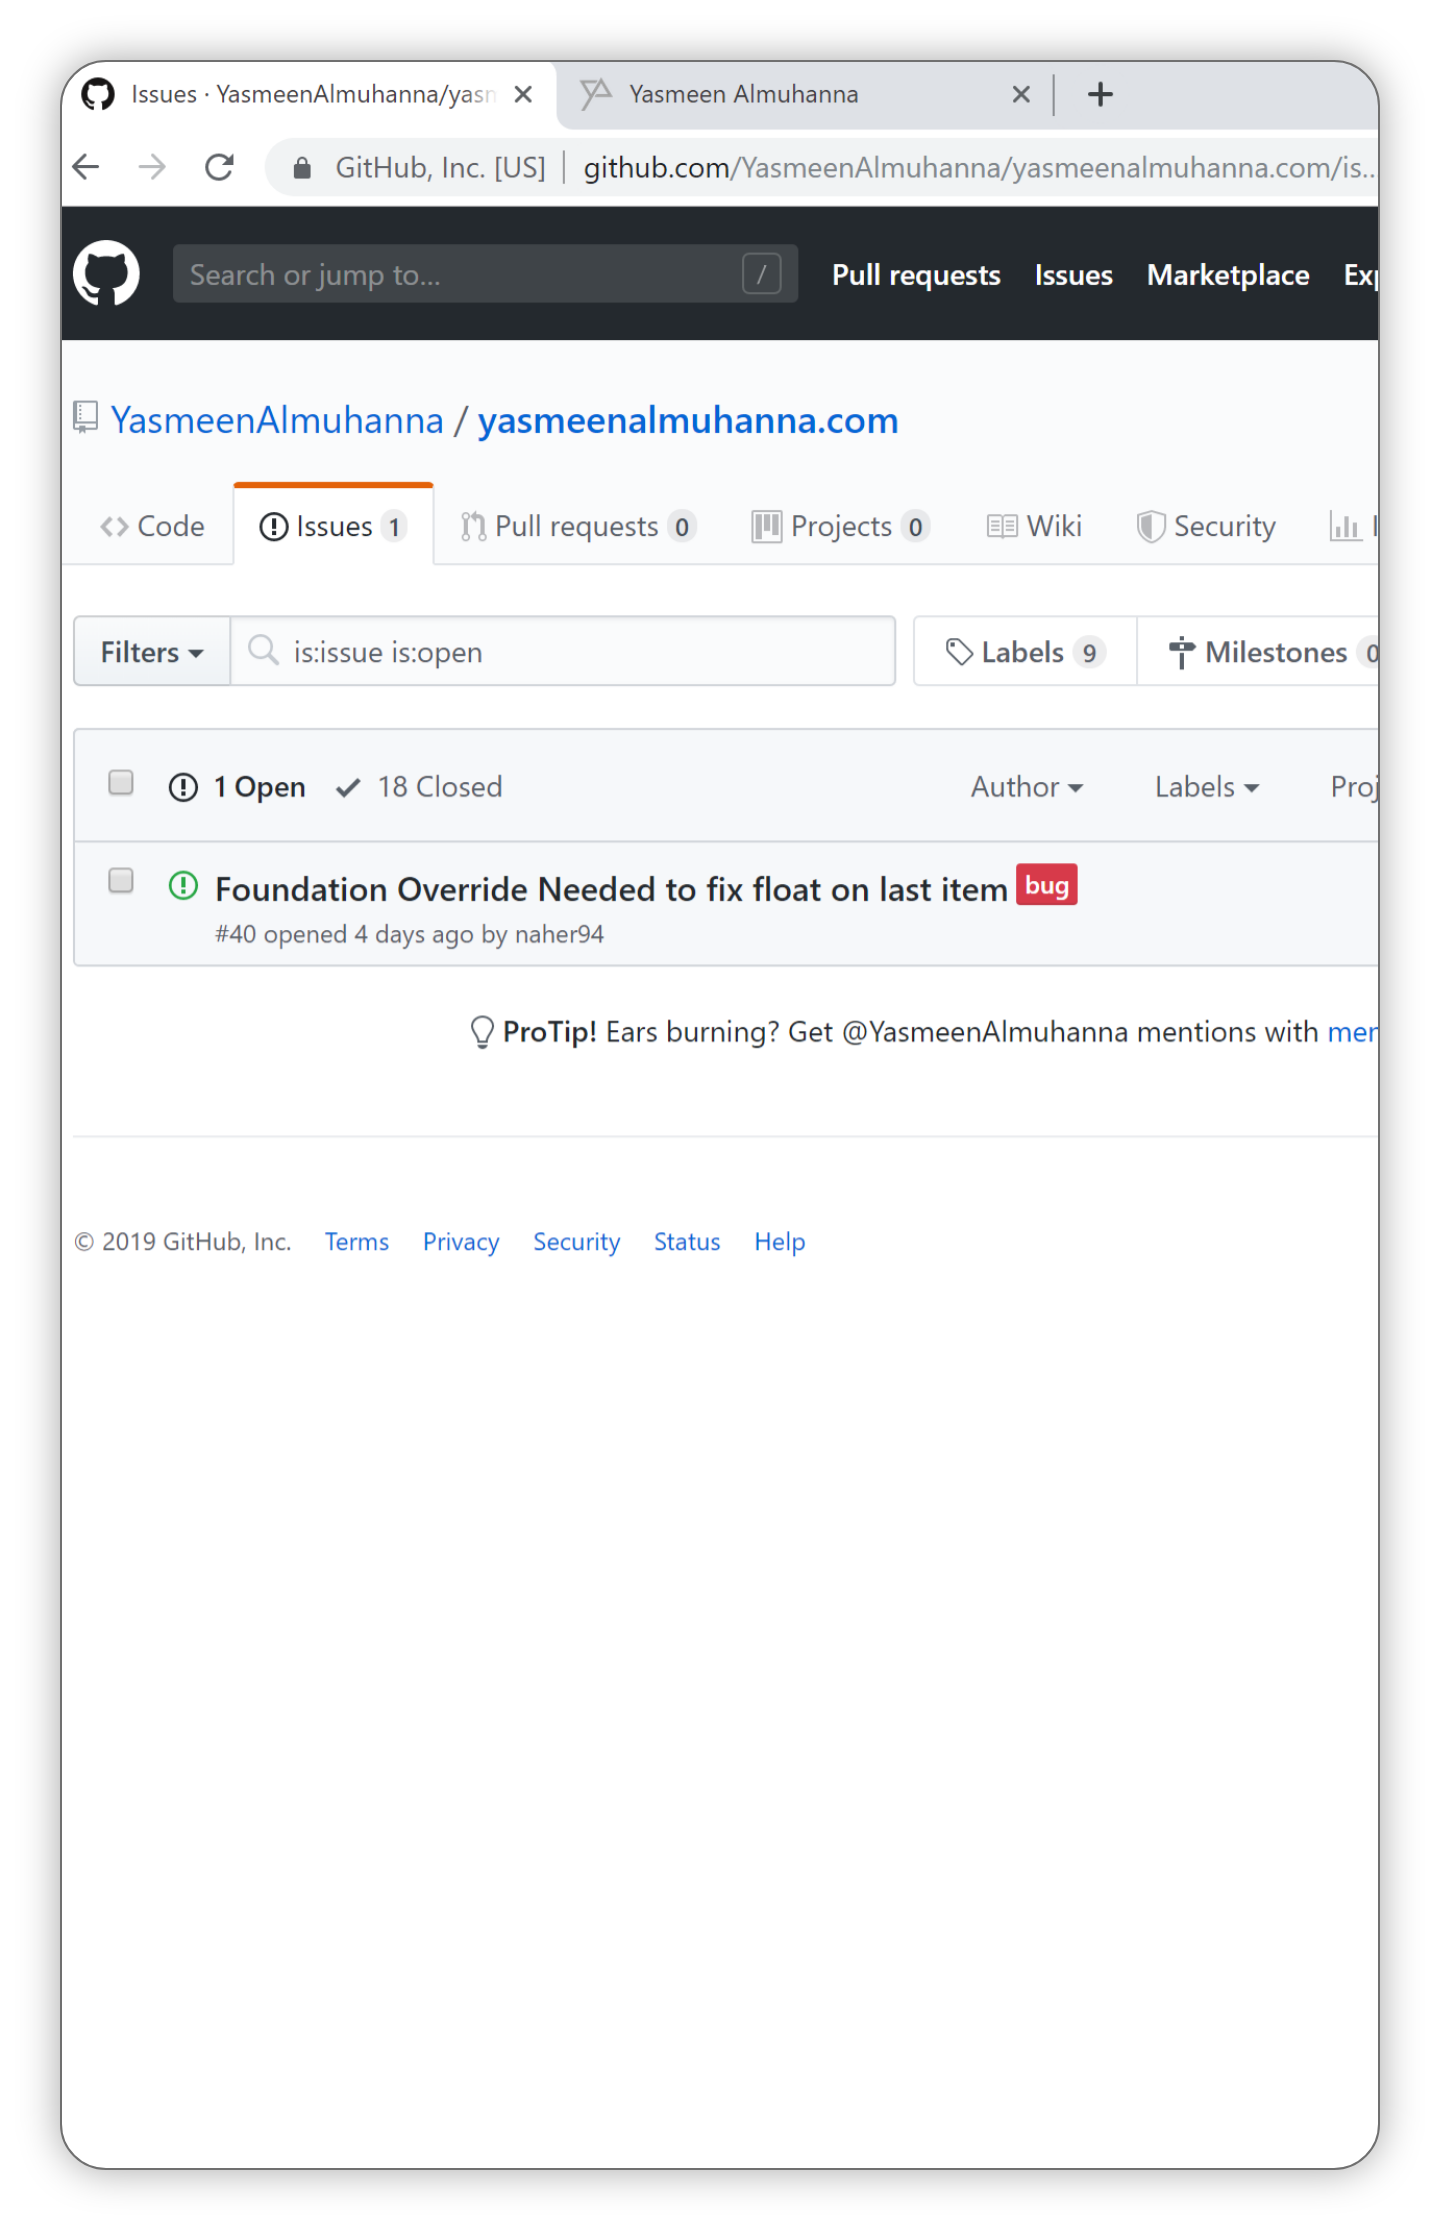 Issues · YasmeenAlmuhanna/yasm
Yasmeen Almuhanna
GitHub, Inc. [US] github.com/YasmeenAlmuhanna/yasmeenalmuhanna.com/is...
Search or jump to... /
Pull requests Issues Marketplace
YasmeenAlmuhanna / yasmeenalmuhanna.com
Code Issues 1 Pull requests 0 Projects 0 Wiki Security
Filters is:issue is:open Labels 9 Milestones 0
1 Open 18 Closed Author Labels Proj
Foundation Override Needed to fix float on last item bug
#40 opened 4 days ago by naher94
ProTip! Ears burning? Get @YasmeenAlmuhanna mentions with
© 2019 GitHub, Inc. Terms Privacy Security Status Help